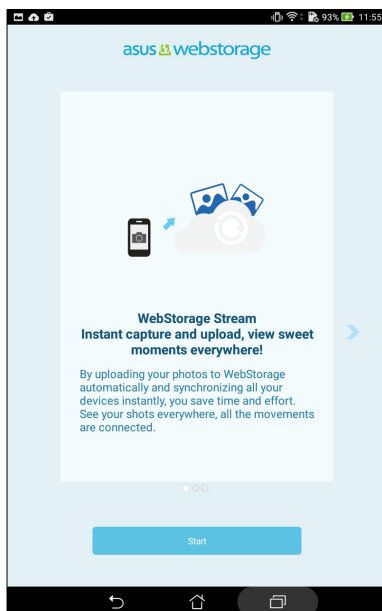 93% 11:55
asus webstorage
WebStorage Stream
Instant capture and upload, view sweet
moments everywhere!
By uploading your photos to WebStorage
automatically and synchronizing all your
devices instantly, you save time and effort.
See your shots everywhere, all the movements
are connected.
Start